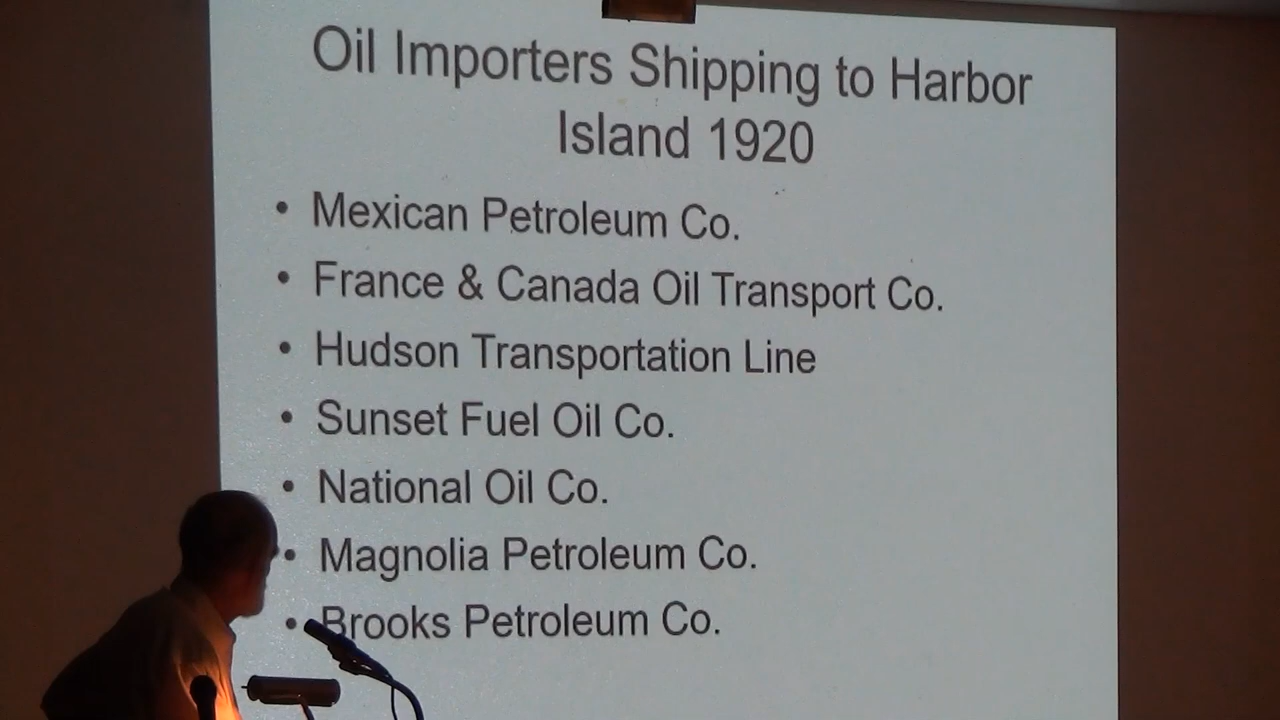 Oil Importers Shipping to Harbor
Island 1920
• Mexican Petroleum Co.
• France & Canada Oil Transport Co.
• Hudson Transportation Line
• Sunset Fuel Oil Co.
• National Oil Co.
• Magnolia Petroleum Co.
• Brooks Petroleum Co.